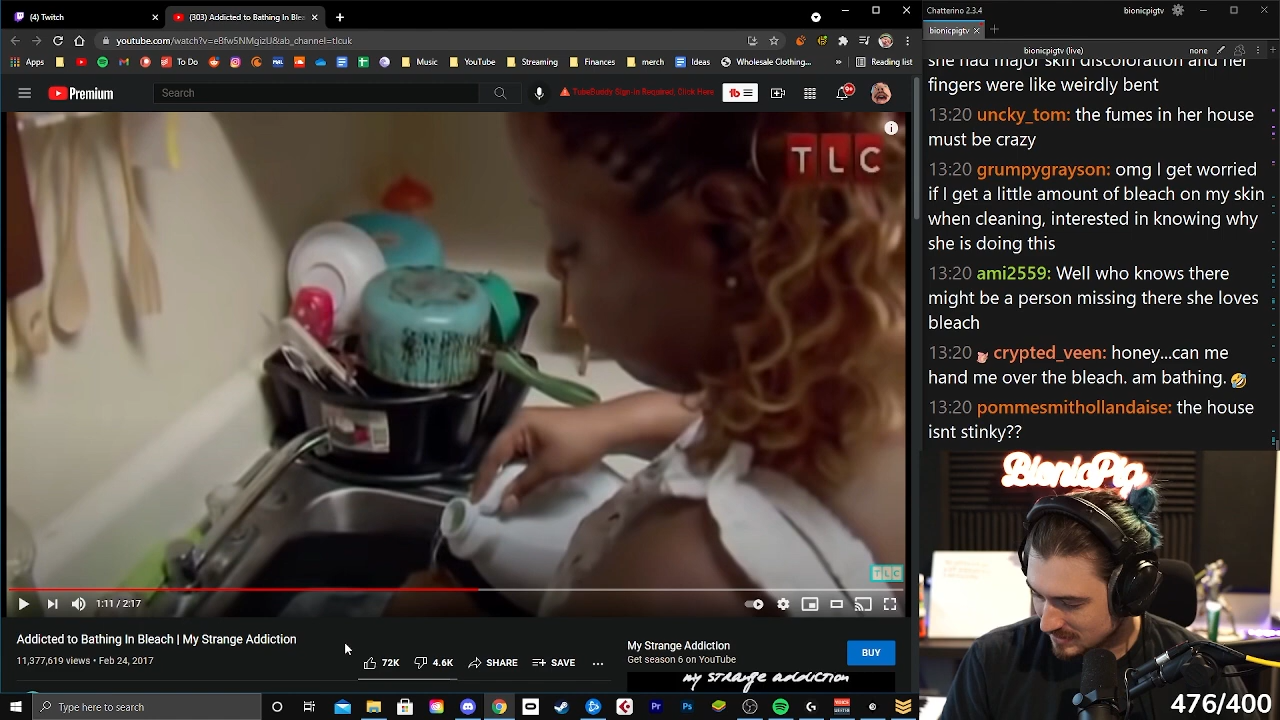 (4) Twitch
(303) Addicted to Bathing In Blea
Chatterino 2.3.4
bionicpigtv
bionicpigtv
youtube.com/watch?v=eBfw5NMgizU&ab_channel=tlcuk
bionicpigtv (live)
none
Apps
To Do
Music
YouTube
Streaming
Finances
merch
Ideas
Wholesale Clothing...
»
Reading list
Premium
Search
TubeBuddy Sign-in Required, Click Here
9+
TLC
she had major skin discoloration and her
fingers were like weirdly bent
13:20 uncky_tom: the fumes in her house
must be crazy
13:20 grumpygrayson: omg I get worried
if I get a little amount of bleach on my skin
when cleaning, interested in knowing why
she is doing this
13:20 ami2559: Well who knows there
might be a person missing there she loves
bleach
13:20 crypted_veen: honey...can me
hand me over the bleach. am bathing. 🤣
13:20 pommesmithollandaise: the house
isnt stinky??
BionicPig
TLC
1:11 / 2:17
Addicted to Bathing In Bleach | My Strange Addiction
11,377,619 views • Feb 24, 2017
72K
4.6K
SHARE
SAVE
My Strange Addiction
Get season 6 on YouTube
BUY
my strange addiction
Type here to search
476/400